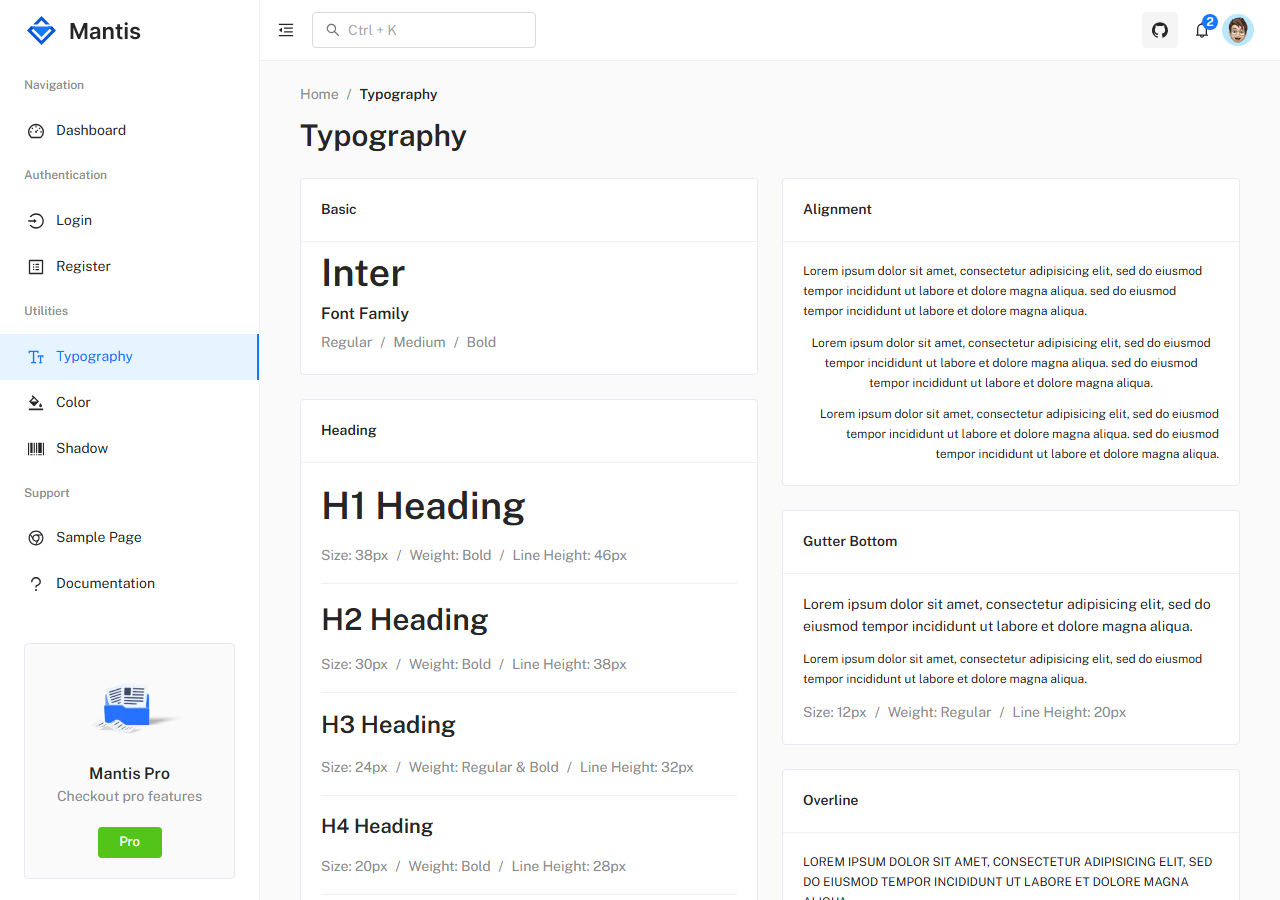 Mantis
Navigation
Dashboard
Authentication
Login
Register
Utilities
Typography
Color
Shadow
Support
Sample Page
Documentation
Mantis Pro
Checkout pro features
Pro
Ctrl + K
2
Home / Typography
Typography
Basic
Inter
Font Family
Regular / Medium / Bold
Heading
H1 Heading
Size: 38px / Weight: Bold / Line Height: 46px
H2 Heading
Size: 30px / Weight: Bold / Line Height: 38px
H3 Heading
Size: 24px / Weight: Regular & Bold / Line Height: 32px
H4 Heading
Size: 20px / Weight: Bold / Line Height: 28px
Alignment
Lorem ipsum dolor sit amet, consectetur adipisicing elit, sed do eiusmod
tempor incididunt ut labore et dolore magna aliqua. sed do eiusmod
tempor incididunt ut labore et dolore magna aliqua.
Lorem ipsum dolor sit amet, consectetur adipisicing elit, sed do eiusmod
tempor incididunt ut labore et dolore magna aliqua. sed do eiusmod
tempor incididunt ut labore et dolore magna aliqua.
Lorem ipsum dolor sit amet, consectetur adipisicing elit, sed do eiusmod
tempor incididunt ut labore et dolore magna aliqua. sed do eiusmod
tempor incididunt ut labore et dolore magna aliqua.
Gutter Bottom
Lorem ipsum dolor sit amet, consectetur adipisicing elit, sed do
eiusmod tempor incididunt ut labore et dolore magna aliqua.
Lorem ipsum dolor sit amet, consectetur adipisicing elit, sed do eiusmod
tempor incididunt ut labore et dolore magna aliqua.
Size: 12px / Weight: Regular / Line Height: 20px
Overline
LOREM IPSUM DOLOR SIT AMET, CONSECTETUR ADIPISICING ELIT, SED
DO EIUSMOD TEMPOR INCIDIDUNT UT LABORE ET DOLORE MAGNA